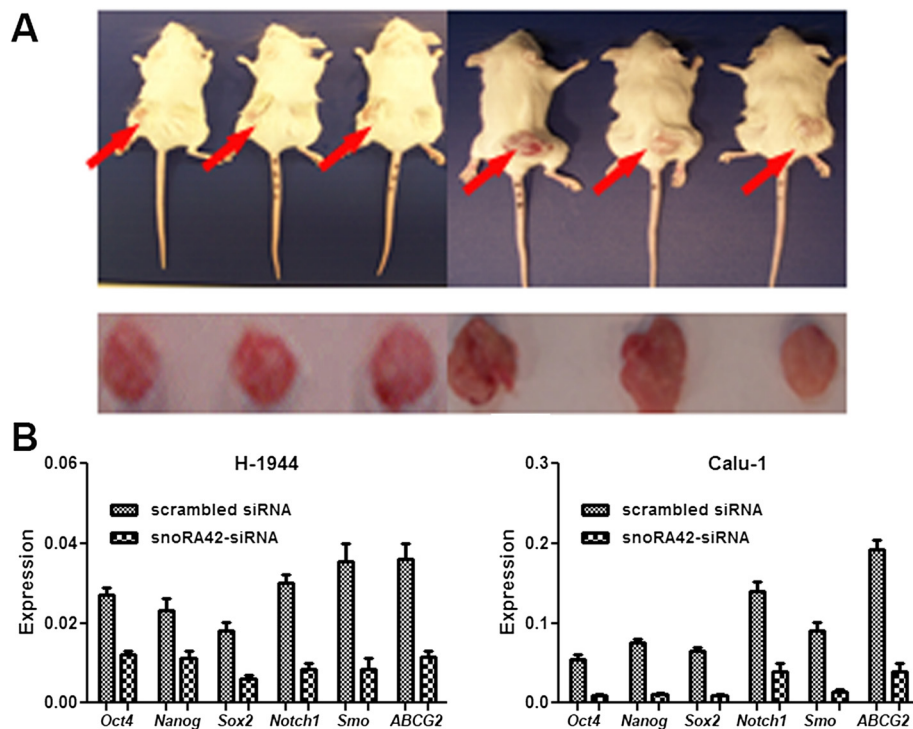 A
B
H-1944
0.06
0.04
0.02
0.00
Expression
scrambled siRNA
snoRA42-siRNA
Oct4 Nanog Sox2 Notch1 Smo ABCG2
Calu-1
0.3
0.2
0.1
0.0
Expression
scrambled siRNA
snoRA42-siRNA
Oct4 Nanog Sox2 Notch1 Smo ABCG2